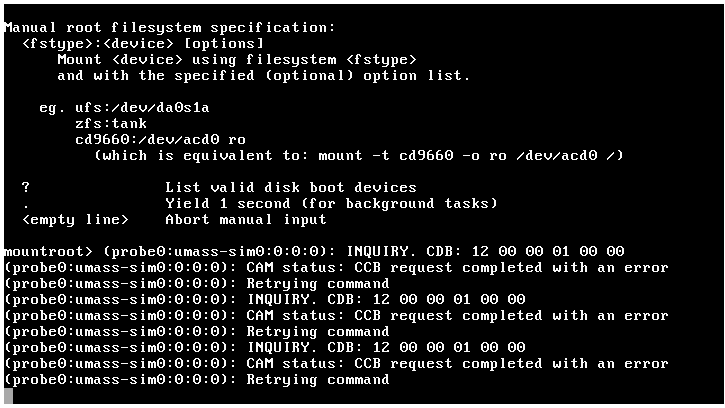 Manual root filesystem specification:
<fstype>:<device> [options]
Mount <device> using filesystem <fstype>
and with the specified (optional) option list.
eg. ufs:/dev/da0s1a
zfs:tank
cd9660:/dev/acd0 ro
(which is equivalent to: mount -t cd9660 -o ro /dev/acd0 /)
? List valid disk boot devices
. Yield 1 second (for background tasks)
<empty line> Abort manual input
mountroot> (probe0:umass-sim0:0:0:0): INQUIRY. CDB: 12 00 00 01 00 00
(probe0:umass-sim0:0:0:0): CAM status: CCB request completed with an error
(probe0:umass-sim0:0:0:0): Retrying command
(probe0:umass-sim0:0:0:0): INQUIRY. CDB: 12 00 00 01 00 00
(probe0:umass-sim0:0:0:0): CAM status: CCB request completed with an error
(probe0:umass-sim0:0:0:0): Retrying command
(probe0:umass-sim0:0:0:0): INQUIRY. CDB: 12 00 00 01 00 00
(probe0:umass-sim0:0:0:0): CAM status: CCB request completed with an error
(probe0:umass-sim0:0:0:0): Retrying command